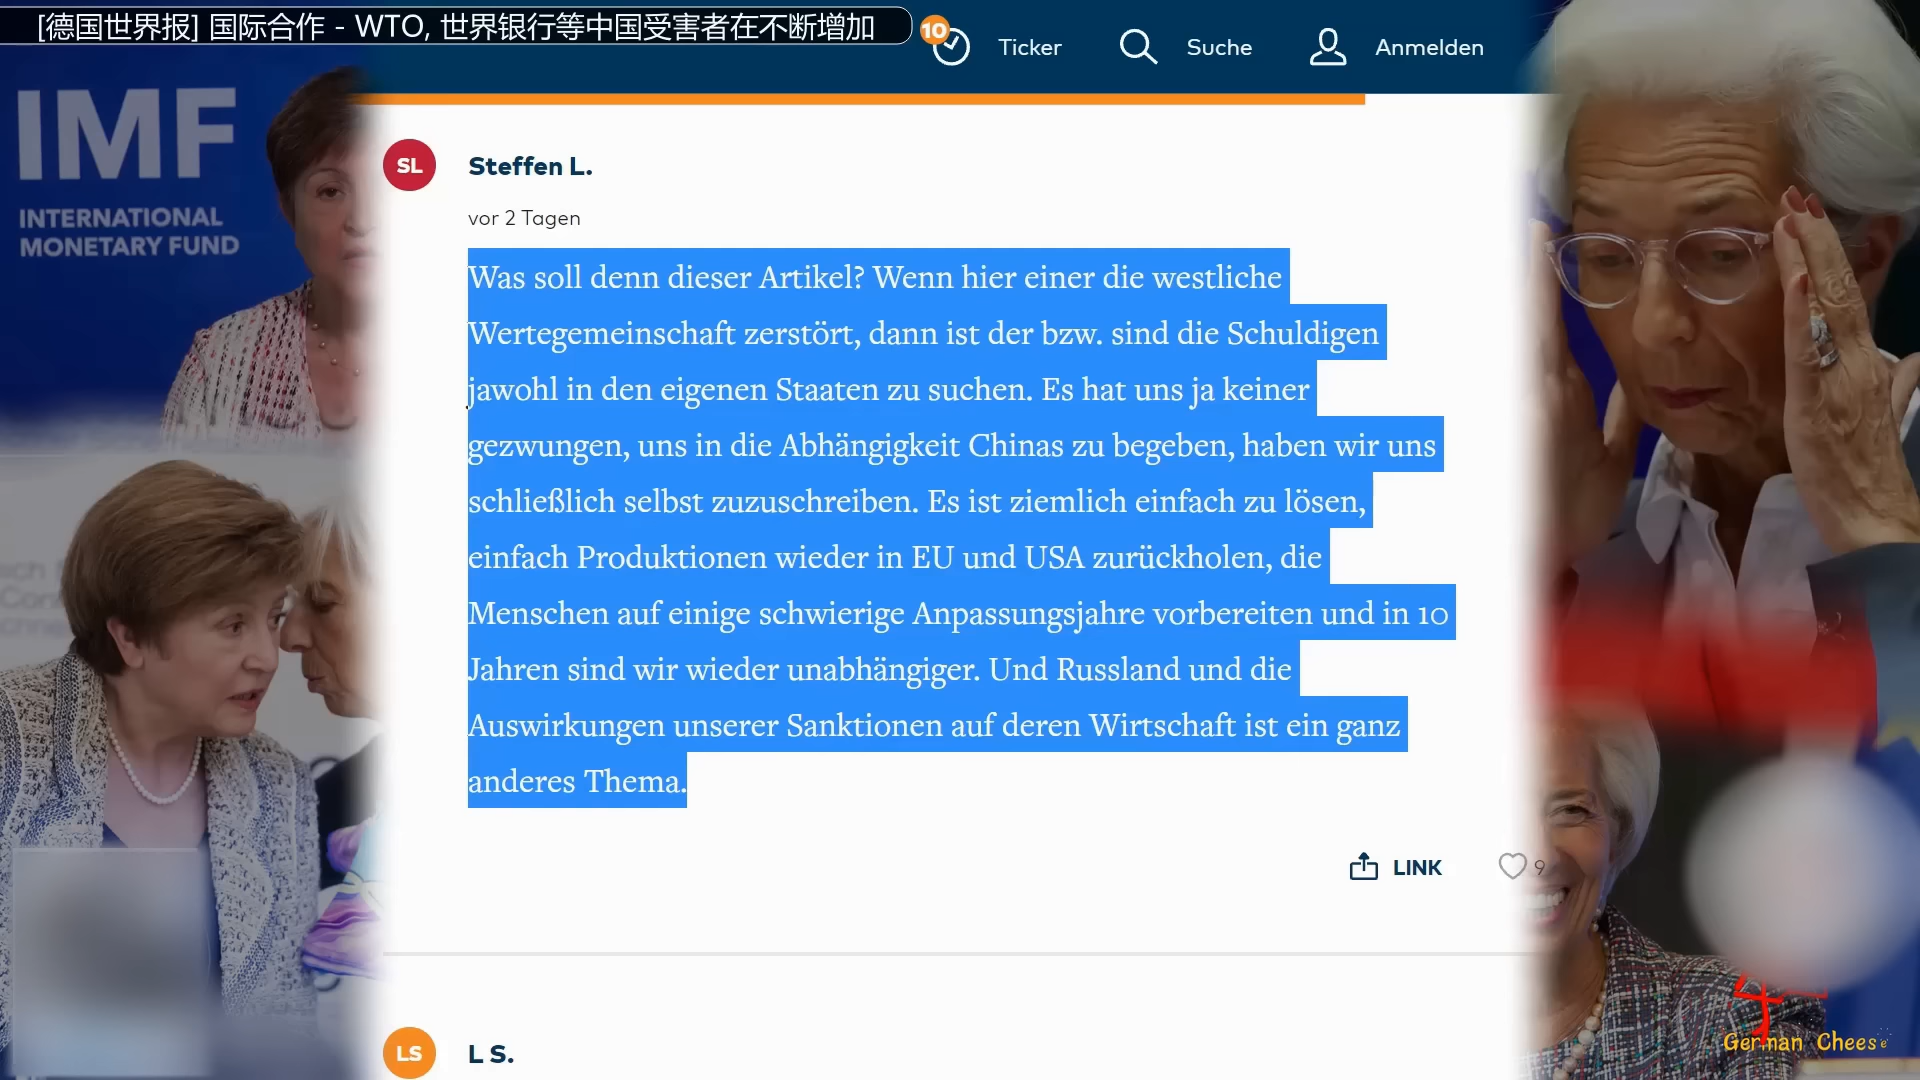 [德国世界报] 国际合作 - WTO, 世界银行等中国受害者在不断增加
10
Ticker
Suche
Anmelden
IMF
INTERNATIONAL
MONETARY FUND
SL
Steffen L.
vor 2 Tagen
Was soll denn dieser Artikel? Wenn hier einer die westliche
Wertegemeinschaft zerstört, dann ist der bzw. sind die Schuldigen
jawohl in den eigenen Staaten zu suchen. Es hat uns ja keiner
gezwungen, uns in die Abhängigkeit Chinas zu begeben, haben wir uns
schließlich selbst zuzuschreiben. Es ist ziemlich einfach zu lösen,
einfach Produktionen wieder in EU und USA zurückholen, die
Menschen auf einige schwierige Anpassungsjahre vorbereiten und in 10
Jahren sind wir wieder unabhängiger. Und Russland und die
Auswirkungen unserer Sanktionen auf deren Wirtschaft ist ein ganz
anderes Thema.
LINK
9
LS
L S.
German Cheese